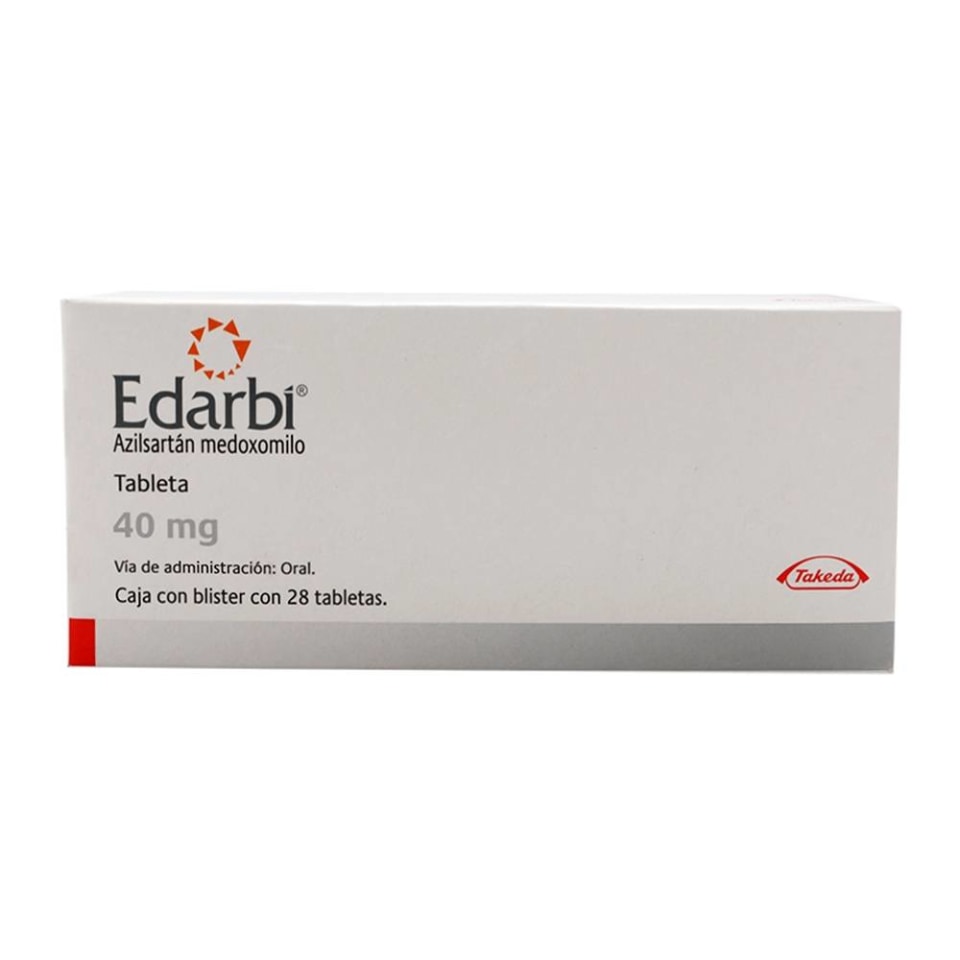 Edarbi®
Azilsartán medoxomilo
Tableta
40 mg
Vía de administración: Oral.
Caja con blister con 28 tabletas.
Takeda